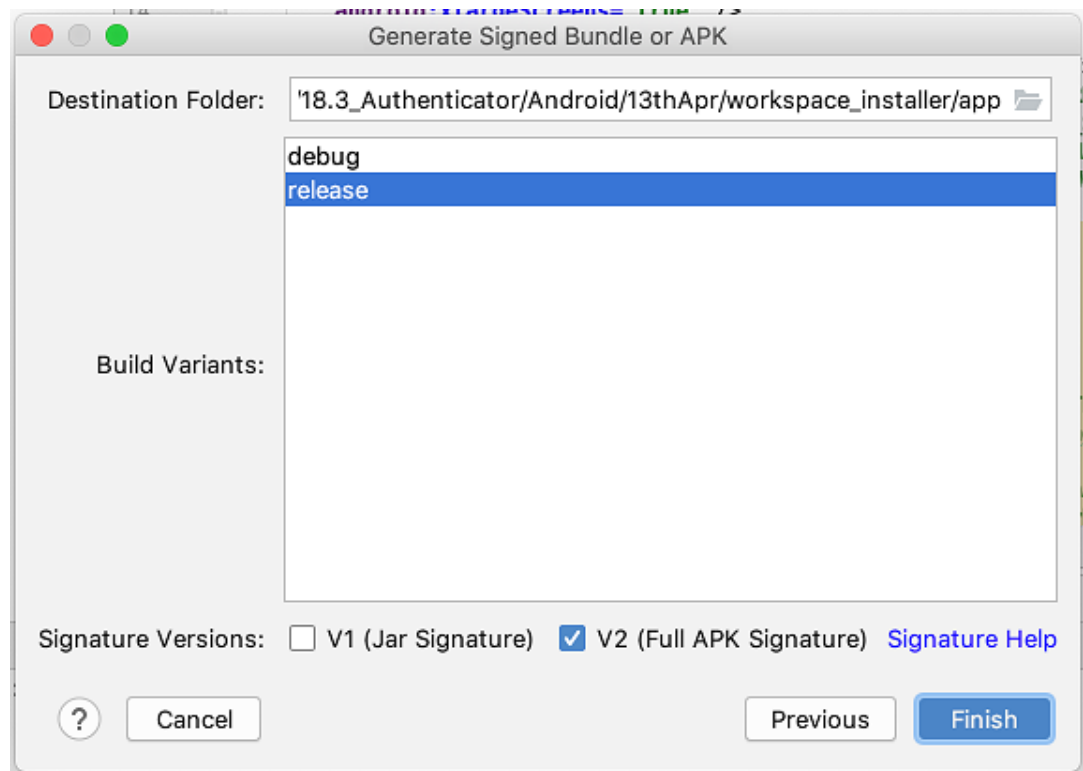 Generate Signed Bundle or APK
Destination Folder: '18.3_Authenticator/Android/13thApr/workspace_installer/app
debug
release
Build Variants:
Signature Versions: V1 (Jar Signature) V2 (Full APK Signature) Signature Help
? Cancel Previous Finish